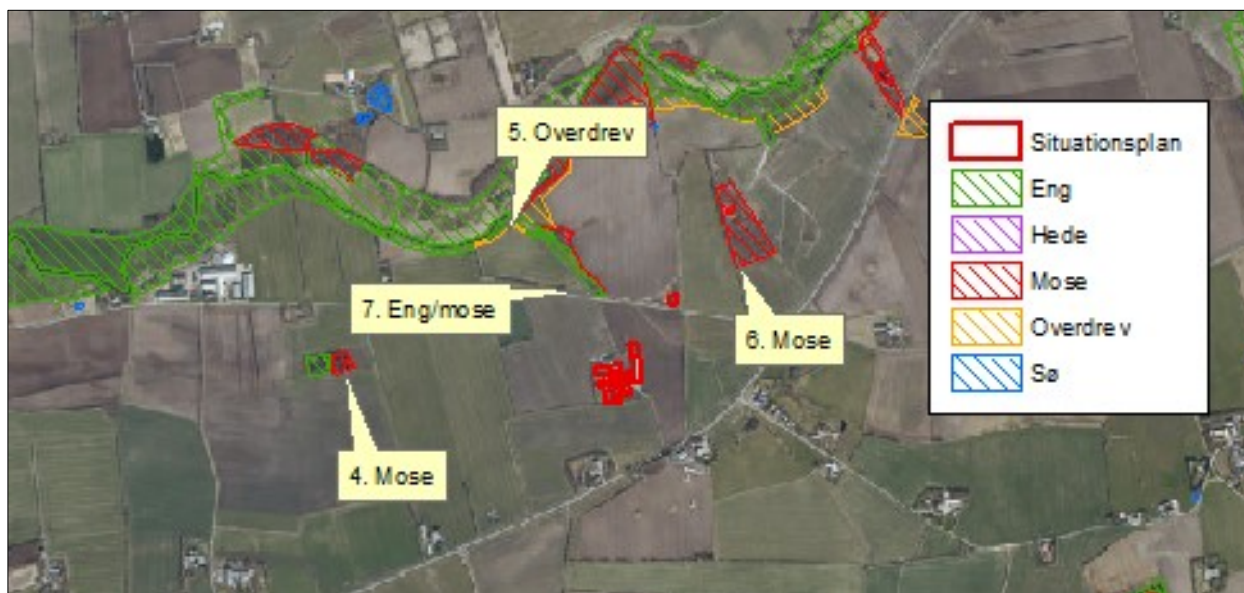 5. Overdrev
7. Eng/mose
6. Mose
4. Mose
Situationsplan
Eng
Hede
Mose
Overdrev
Sø